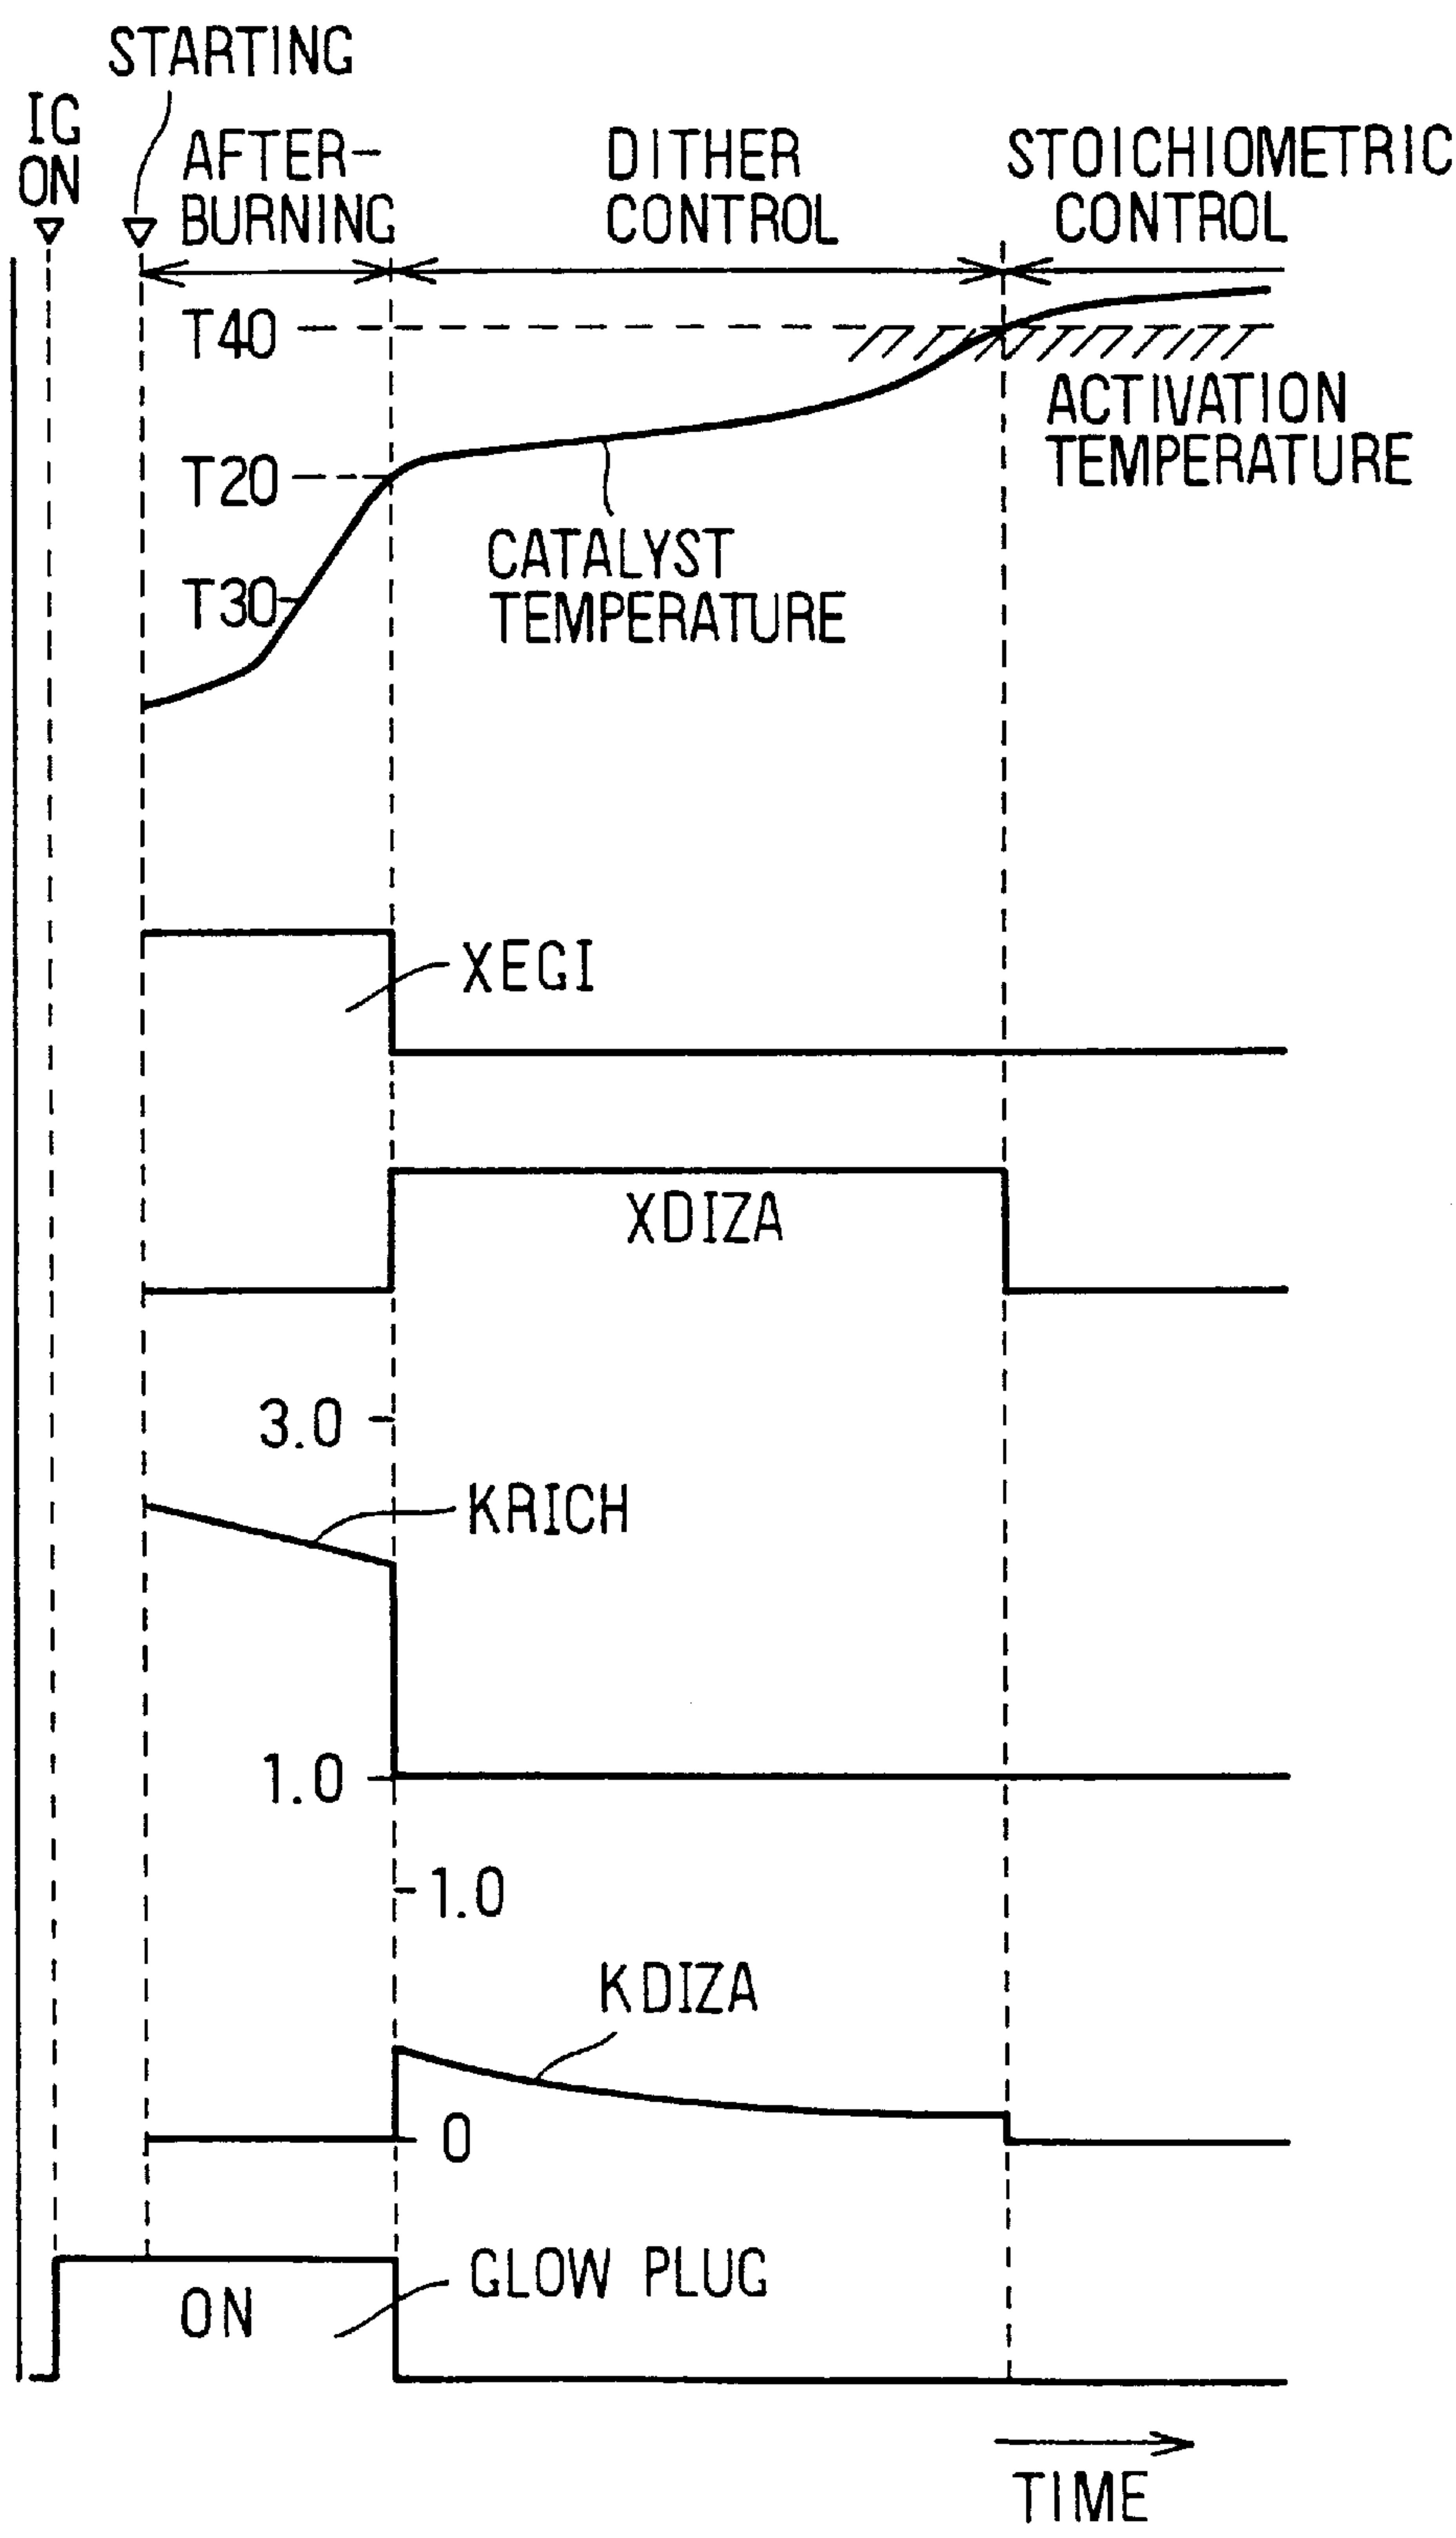 STARTING
IG
ON
AFTER-
BURNING
DITHER
CONTROL
STOICHIOMETRIC
CONTROL
T40
ACTIVATION
TEMPERATURE
T20
CATALYST
TEMPERATURE
T30
XEGI
XDIZA
3.0
KRICH
1.0
1.0
KDIZA
0
GLOW PLUG
ON
TIME